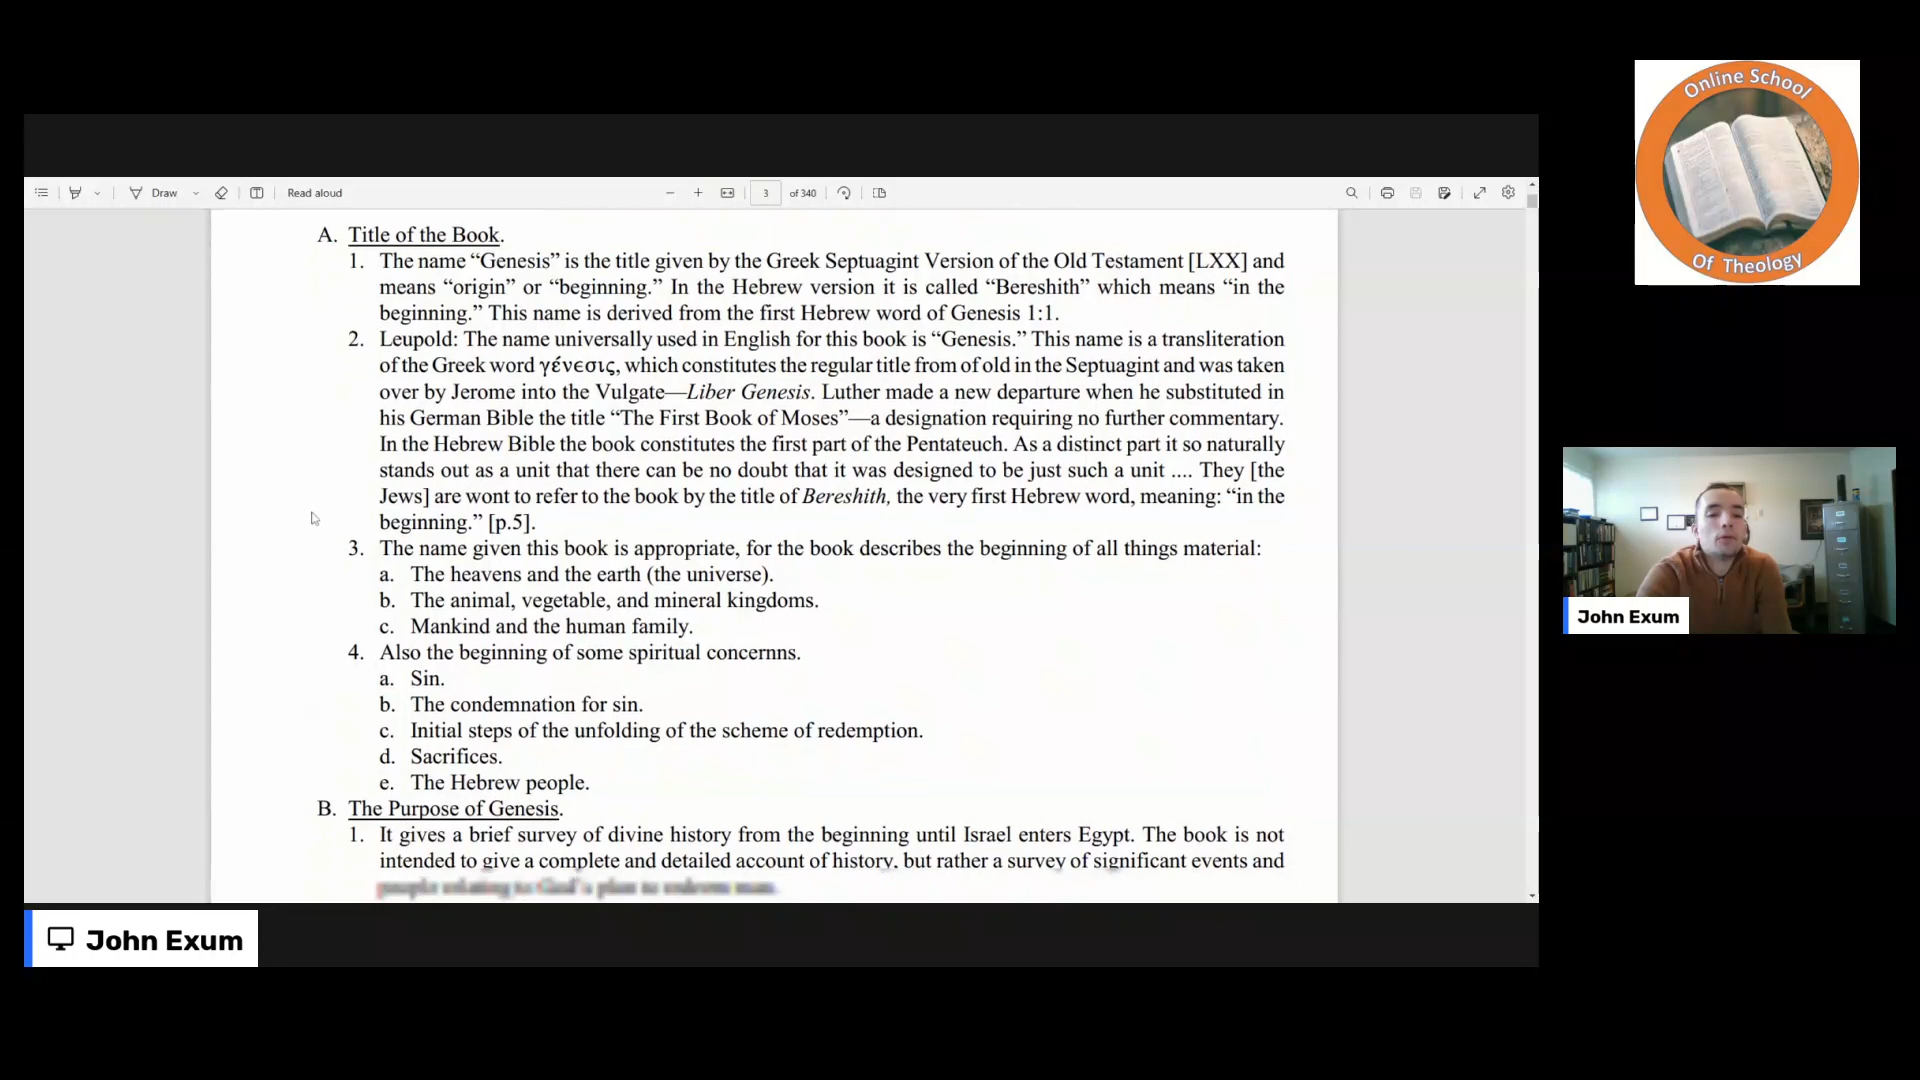 Online School
Of Theology
Draw
Read aloud
3
of 340
A. Title of the Book.
1. The name “Genesis” is the title given by the Greek Septuagint Version of the Old Testament [LXX] and
means “origin” or “beginning.” In the Hebrew version it is called “Bereshith” which means “in the
beginning.” This name is derived from the first Hebrew word of Genesis 1:1.
2. Leupold: The name universally used in English for this book is “Genesis.” This name is a transliteration
of the Greek word γένεσις, which constitutes the regular title from of old in the Septuagint and was taken
over by Jerome into the Vulgate—Liber Genesis. Luther made a new departure when he substituted in
his German Bible the title “The First Book of Moses”—a designation requiring no further commentary.
In the Hebrew Bible the book constitutes the first part of the Pentateuch. As a distinct part it so naturally
stands out as a unit that there can be no doubt that it was designed to be just such a unit .... They [the
Jews] are wont to refer to the book by the title of Bereshith, the very first Hebrew word, meaning: “in the
beginning.” [p.5].
3. The name given this book is appropriate, for the book describes the beginning of all things material:
a. The heavens and the earth (the universe).
b. The animal, vegetable, and mineral kingdoms.
c. Mankind and the human family.
4. Also the beginning of some spiritual concernns.
a. Sin.
b. The condemnation for sin.
c. Initial steps of the unfolding of the scheme of redemption.
d. Sacrifices.
e. The Hebrew people.
B. The Purpose of Genesis.
1. It gives a brief survey of divine history from the beginning until Israel enters Egypt. The book is not
intended to give a complete and detailed account of history, but rather a survey of significant events and
people relating to God’s plan to redeem man.
John Exum
John Exum